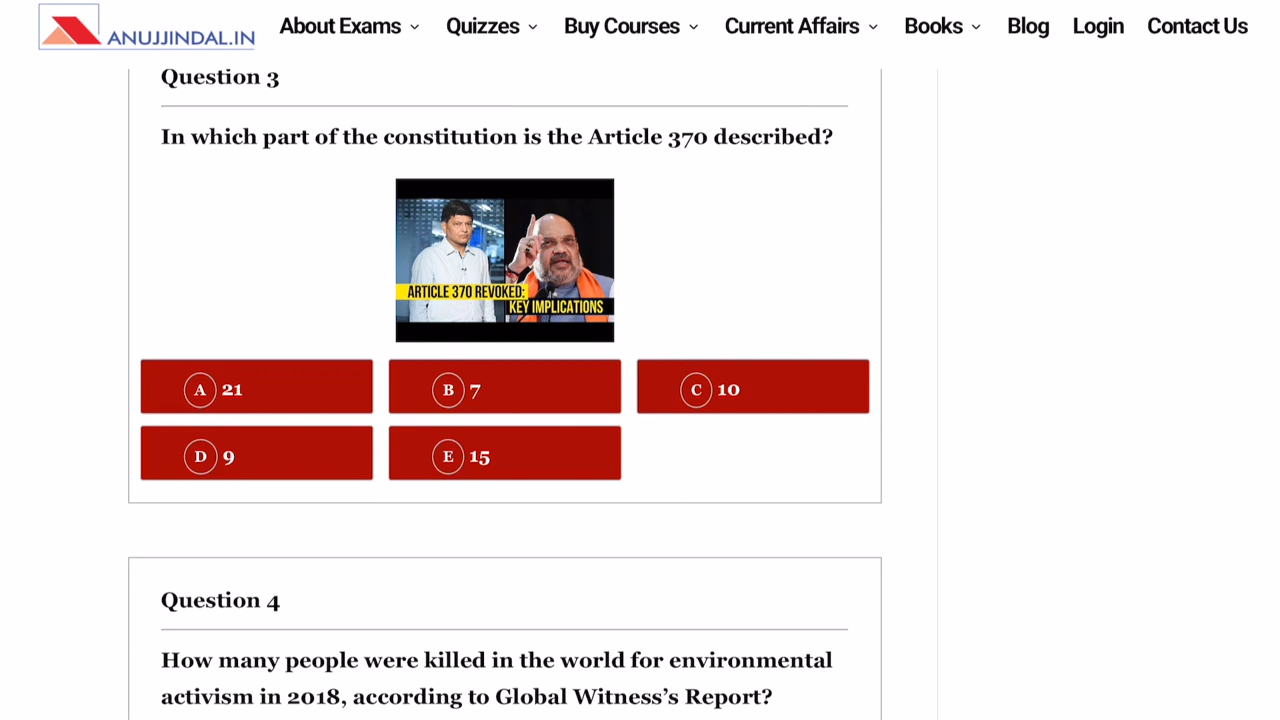 ANUJJINDAL.IN
About Exams Quizzes Buy Courses Current Affairs Books Blog Login Contact Us
Question 3
In which part of the constitution is the Article 370 described?
ARTICLE 370 REVOKED:
KEY IMPLICATIONS
A 21 B 7 C 10
D 9 E 15
Question 4
How many people were killed in the world for environmental
activism in 2018, according to Global Witness’s Report?